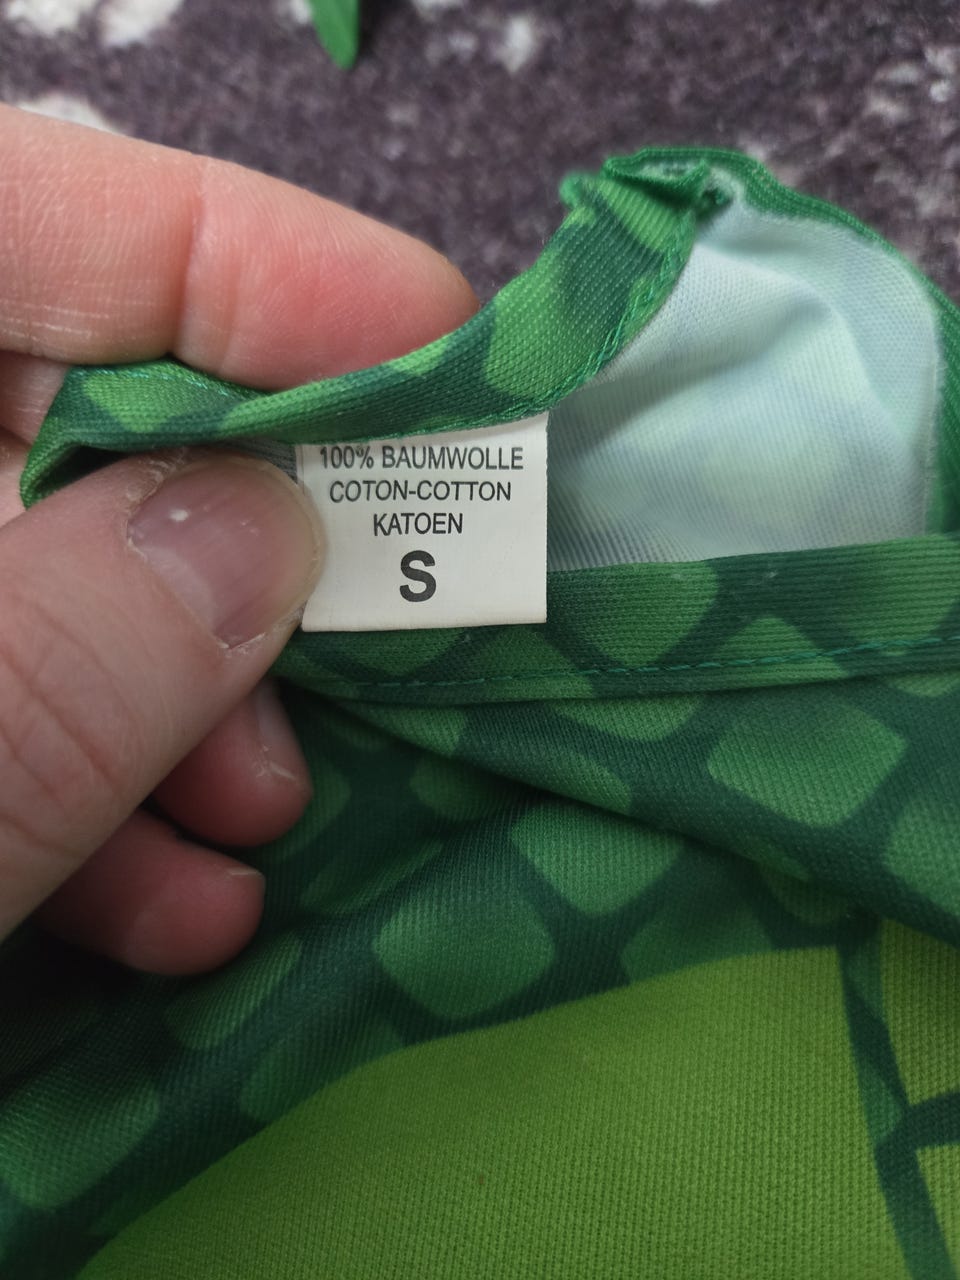 100% BAUMWOLLE
COTON-COTTON
KATOEN
S